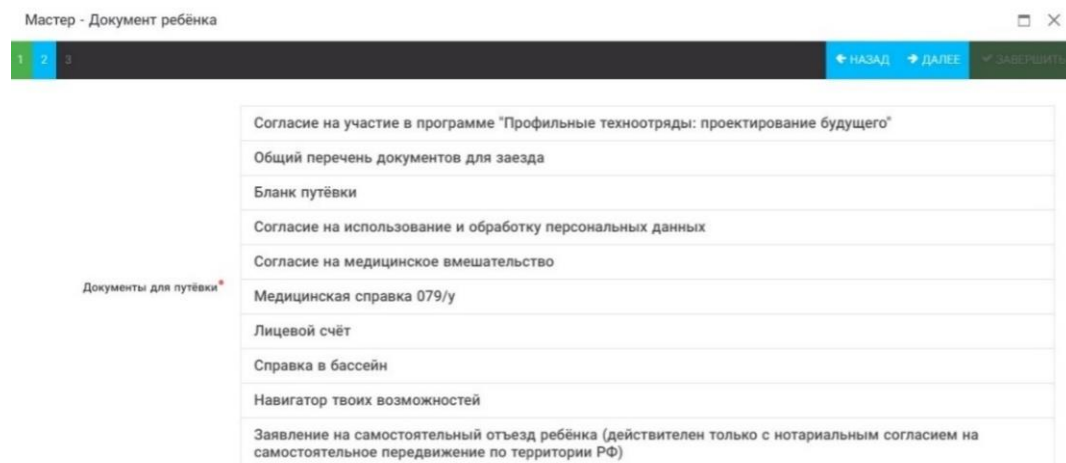 Мастер - Документ ребёнка
1 2 3 НАЗАД ДАЛЕЕ ЗАВЕРШИТЬ
Согласие на участие в программе "Профильные техноотряды: проектирование будущего"
Общий перечень документов для заезда
Бланк путёвки
Согласие на использование и обработку персональных данных
Согласие на медицинское вмешательство
Документы для путёвки*
Медицинская справка 079/у
Лицевой счёт
Справка в бассейн
Навигатор твоих возможностей
Заявление на самостоятельный отъезд ребёнка (действителен только с нотариальным согласием на
самостоятельное передвижение по территории РФ)